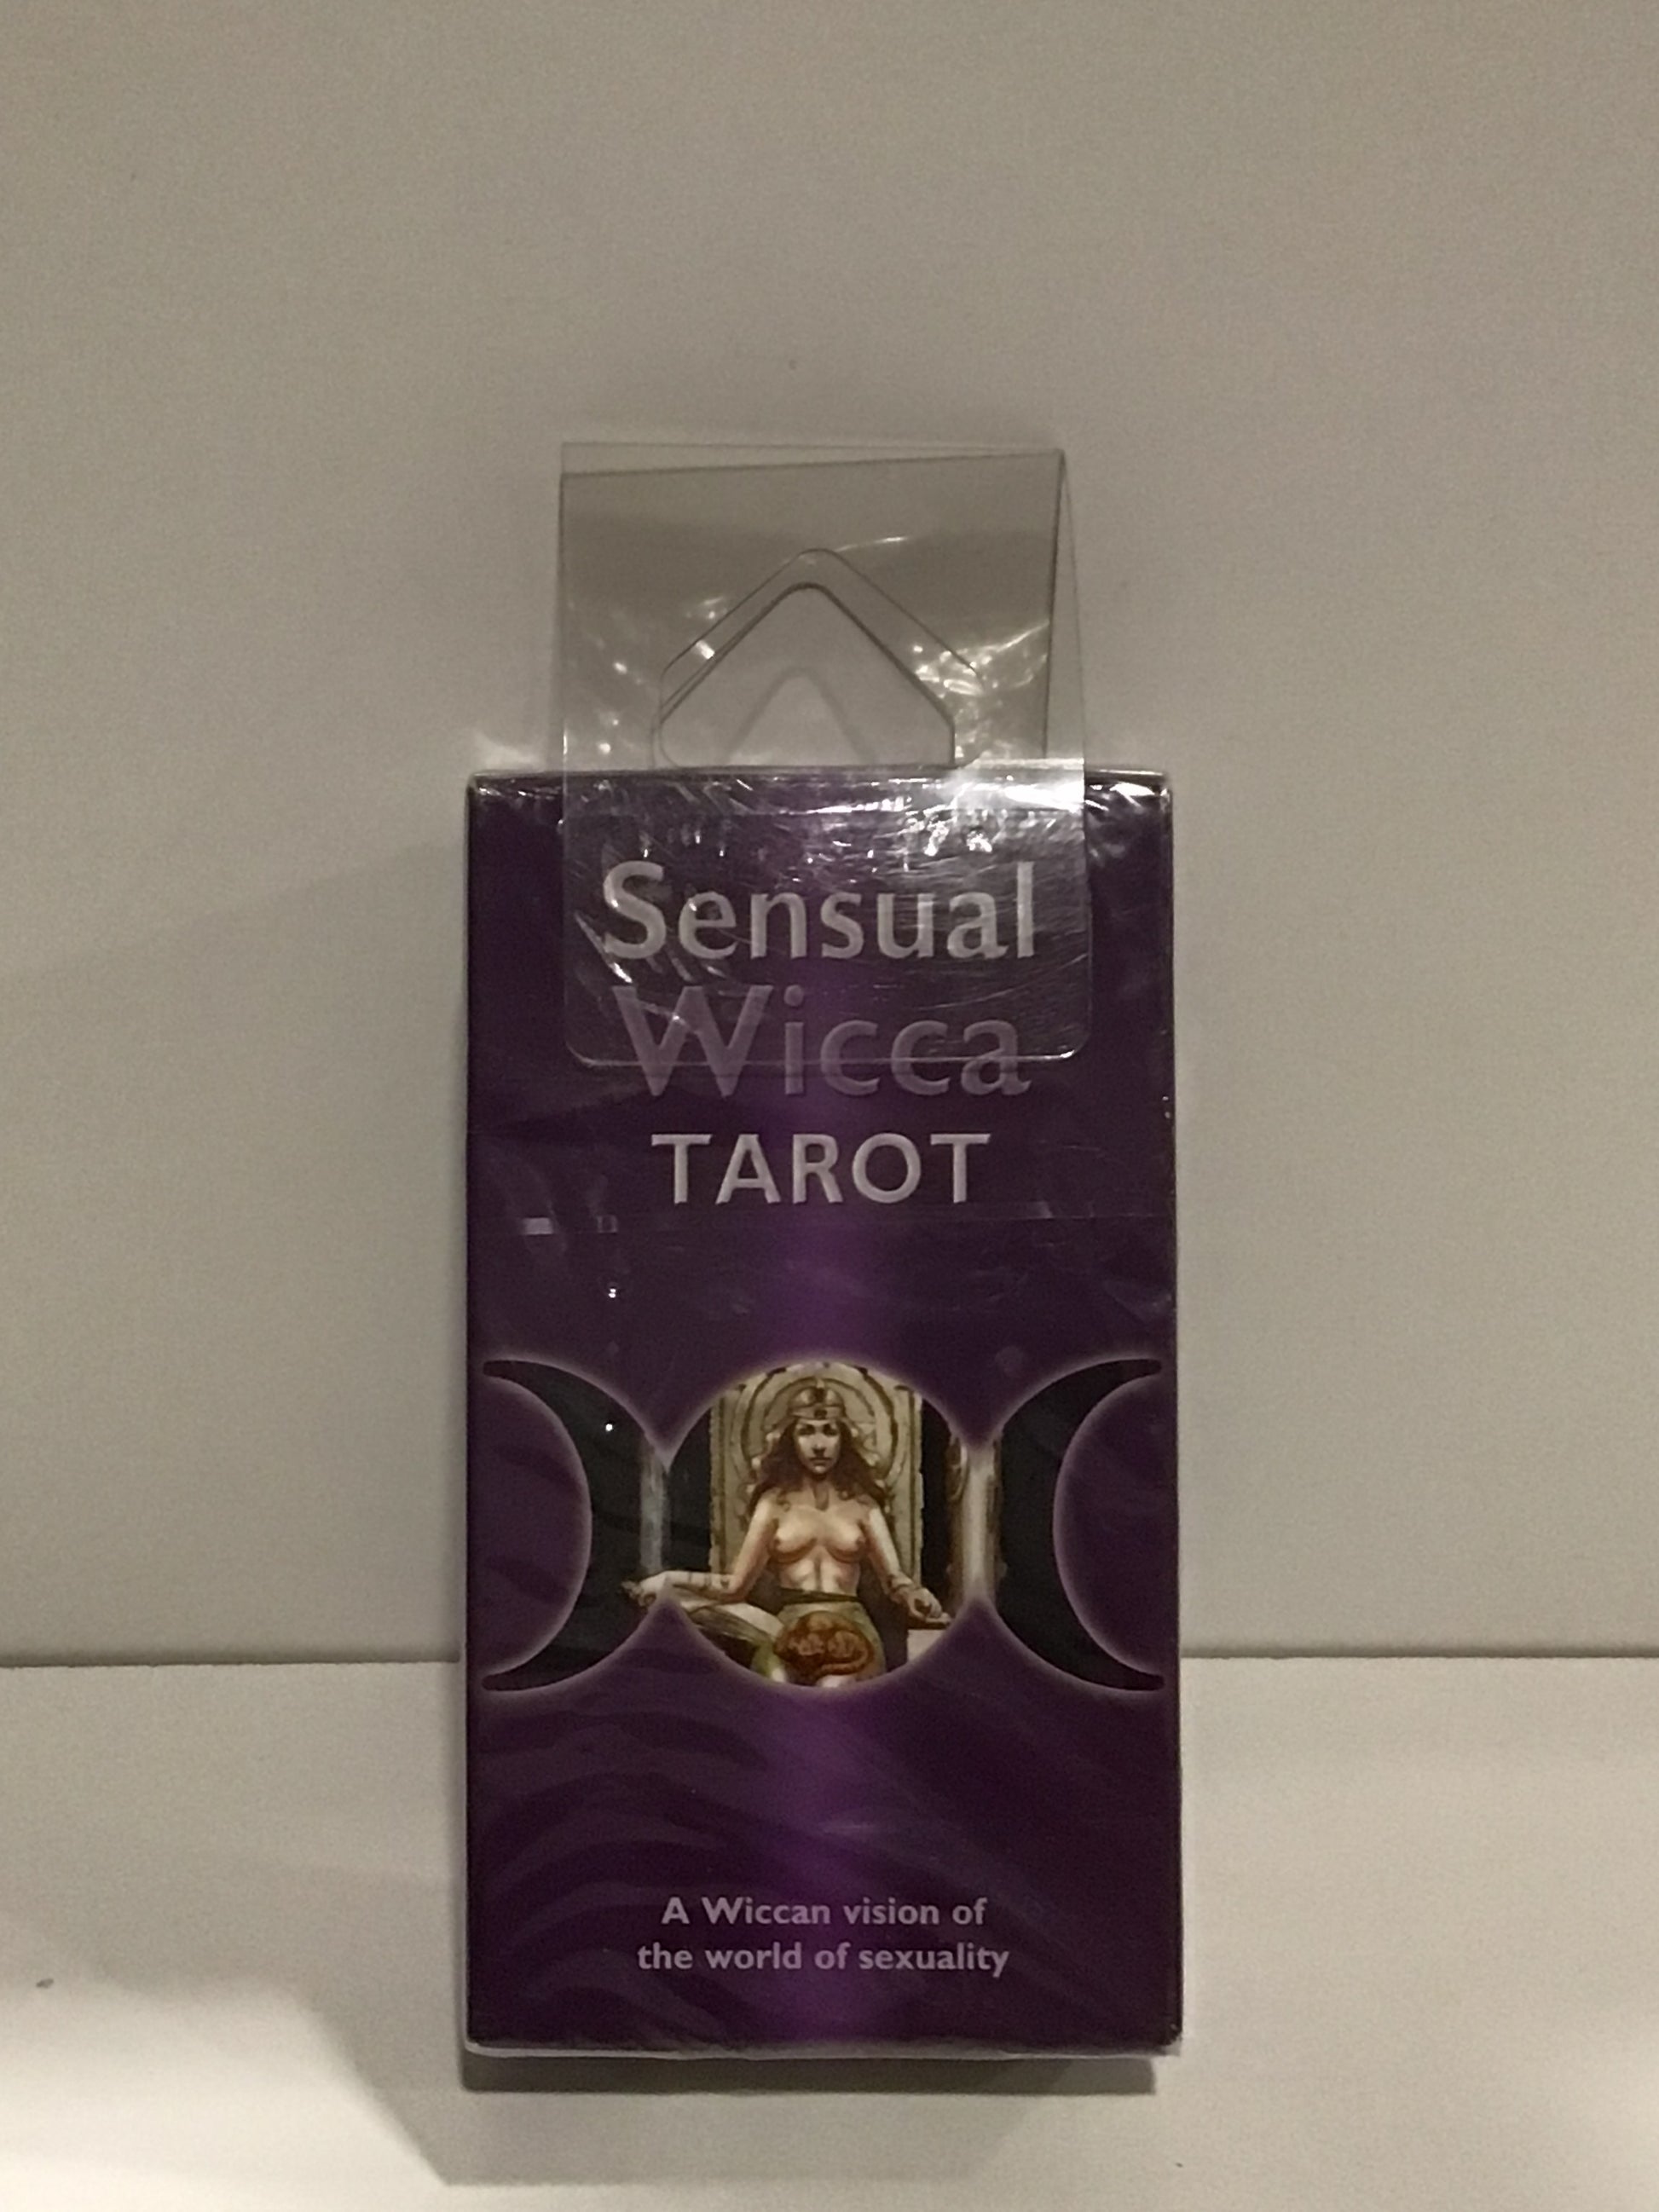 Sensual
Wicca
TAROT
A Wiccan vision of
the world of sexuality